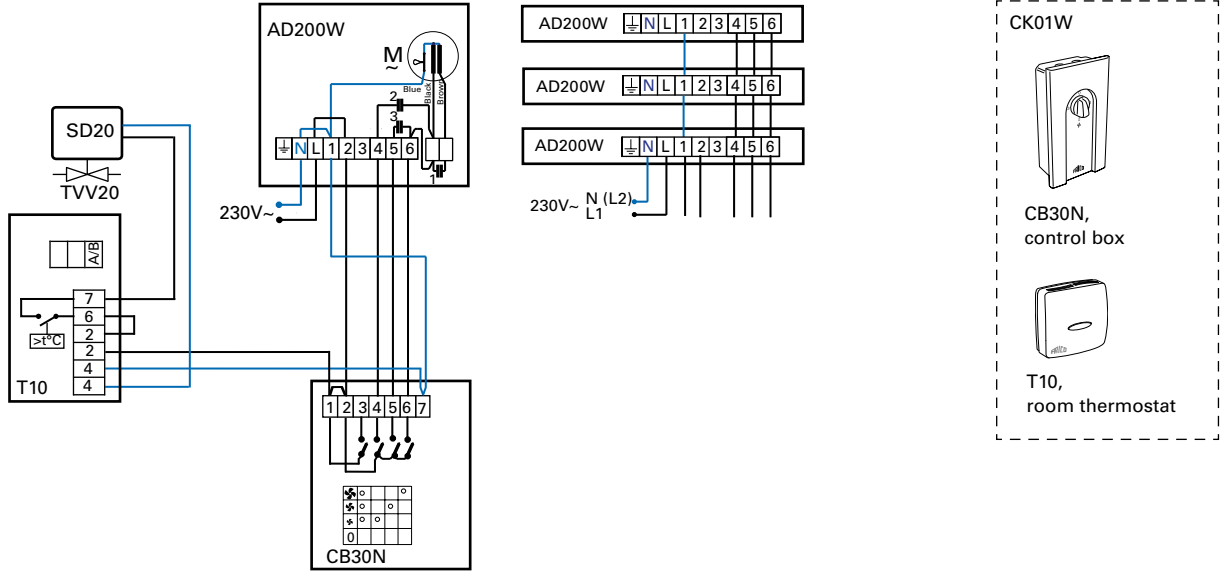 AD200W
M
~
Blue
Black
Brown
2
3
1
N L 1 2 3 4 5 6
230V~
SD20
TVV20
A/B
7
6
2
2
4
4
>t°C
T10
1 2 3 4 5 6 7
0
CB30N
AD200W N L 1 2 3 4 5 6
AD200W N L 1 2 3 4 5 6
AD200W N L 1 2 3 4 5 6
230V~ N (L2)
L1
CK01W
FRICO
CB30N,
control box
FRICO
T10,
room thermostat